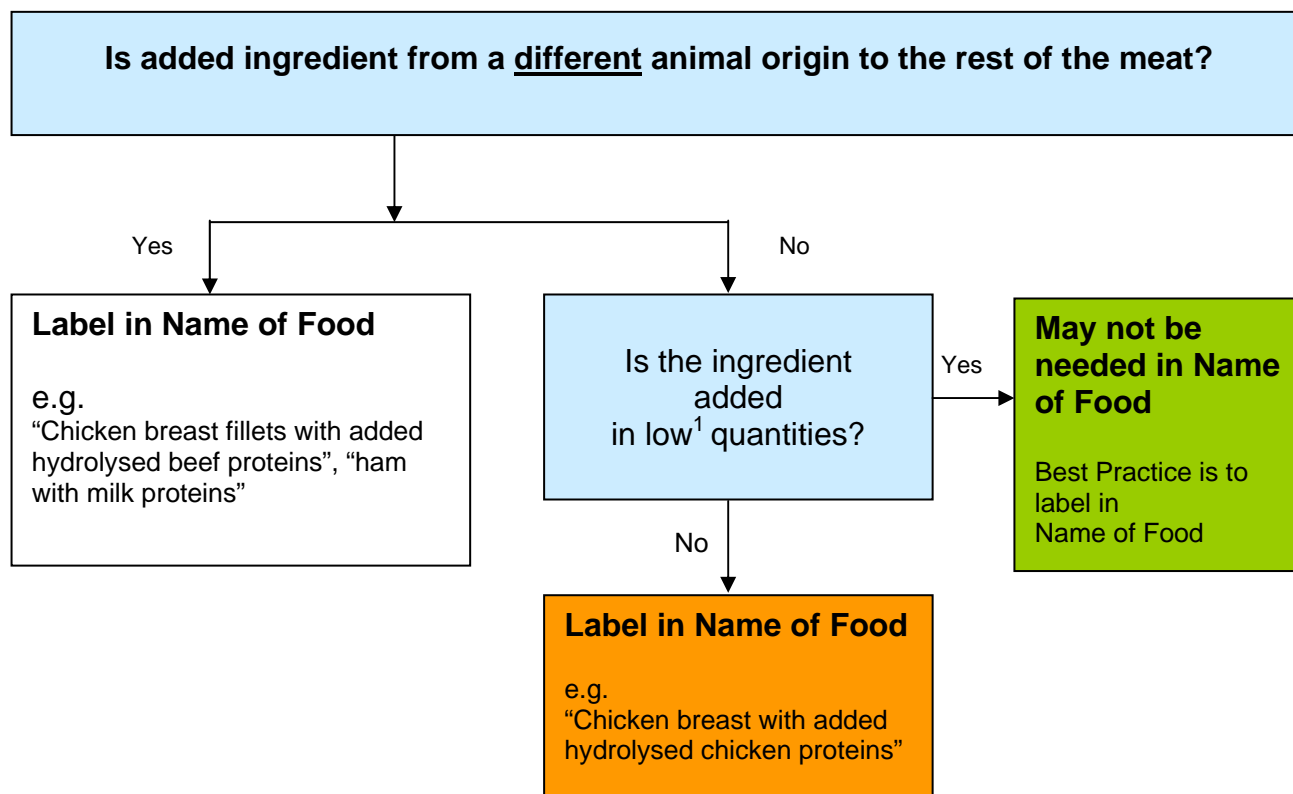 Is added ingredient from a different animal origin to the rest of the meat?
Yes
No
Label in Name of Food
e.g.
“Chicken breast fillets with added
hydrolysed beef proteins”, “ham
with milk proteins”
Is the ingredient
added
in low1 quantities?
Yes
May not be
needed in Name
of Food
Best Practice is to
label in
Name of Food
No
Label in Name of Food
e.g.
“Chicken breast with added
hydrolysed chicken proteins”